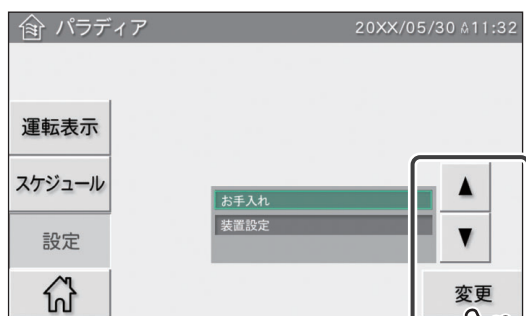 パラディア 20XX/05/30 11:32
運転表示
スケジュール
設定
お手入れ
装置設定
▲
▼
変更